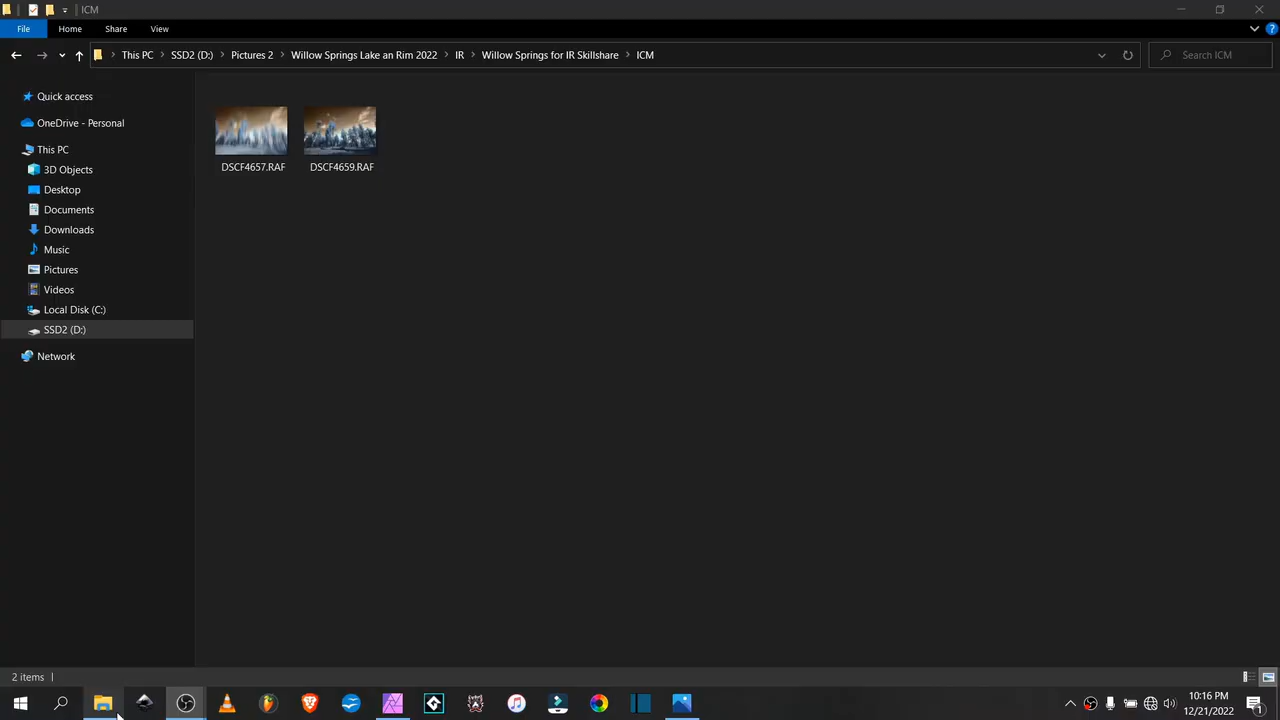 ICM
File Home Share View
This PC SSD2 (D:) Pictures 2 Willow Springs Lake an Rim 2022 IR Willow Springs for IR Skillshare ICM
Search ICM
Quick access
OneDrive - Personal
This PC
3D Objects
Desktop
Documents
Downloads
Music
Pictures
Videos
Local Disk (C:)
SSD2 (D:)
Network
DSCF4657.RAF DSCF4659.RAF
2 items
10:16 PM
12/21/2022
1